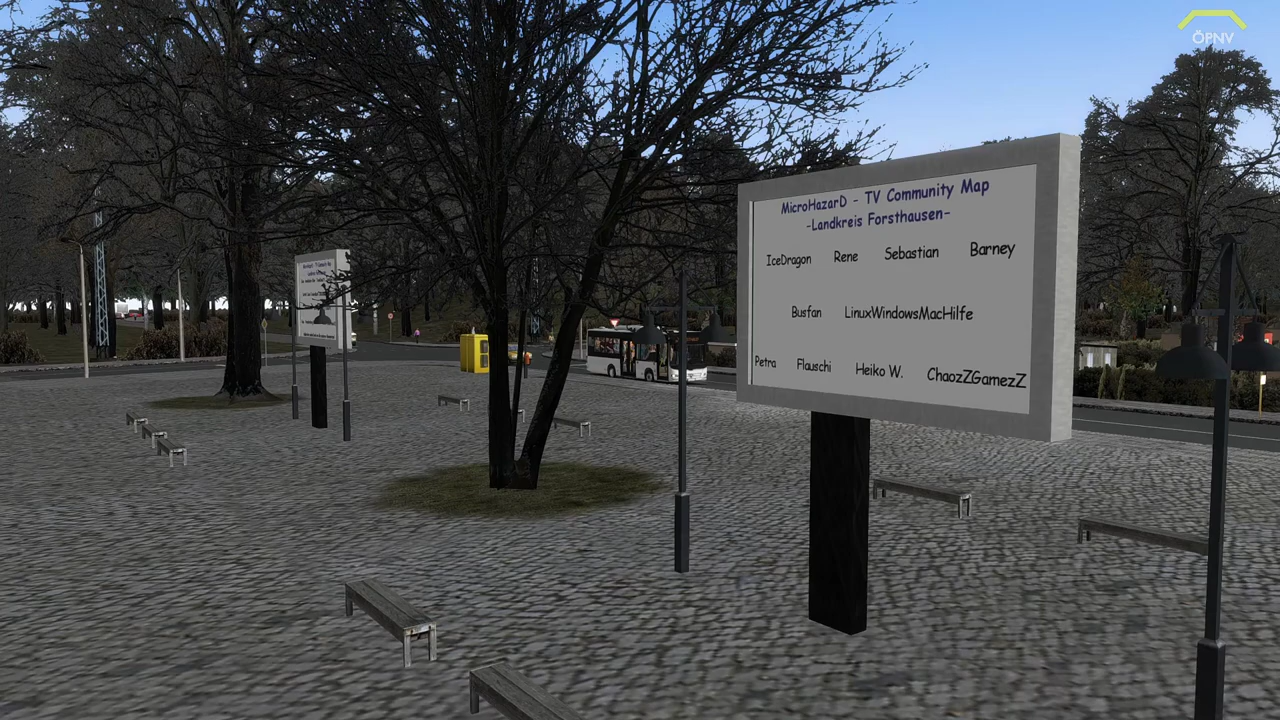 ÖPNV
MicroHazarD - TV Community Map
-Landkreis Forsthausen-
IceDragon Rene Sebastian Barney
Busfan LinuxWindowsMacHilfe
Petra Flauschi Heiko W. ChaozZGamezZ